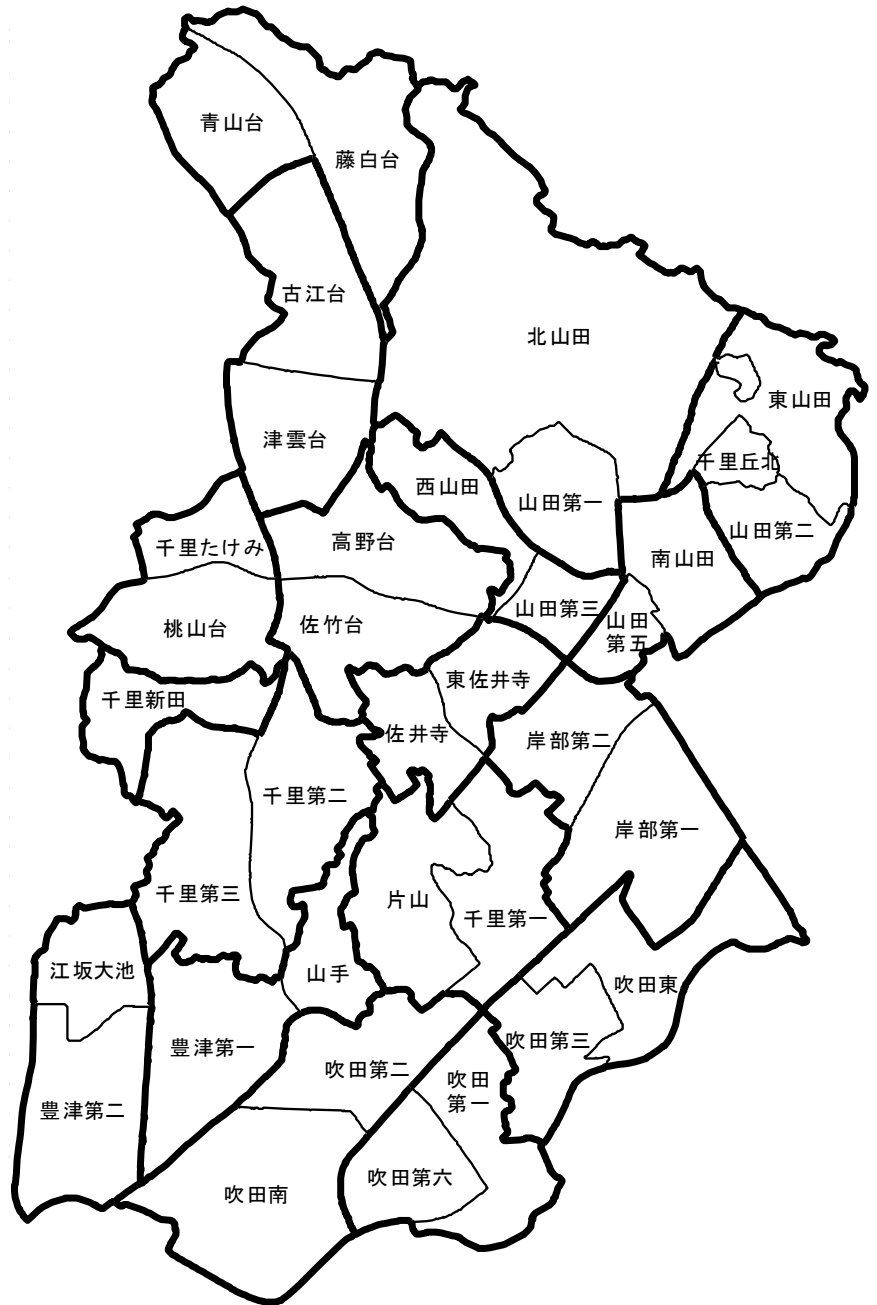 青山台
藤白台
古江台
北山田
東山田
津雲台
千里丘北
西山田
山田第一
山田第二
千里たけみ
高野台
南山田
山田第三
山田
第五
桃山台
佐竹台
東佐井寺
千里新田
佐井寺
岸部第二
千里第二
岸部第一
千里第三
片山
千里第一
江坂大池
山手
吹田東
吹田第三
豊津第一
吹田第二
吹田
第一
豊津第二
吹田第六
吹田南